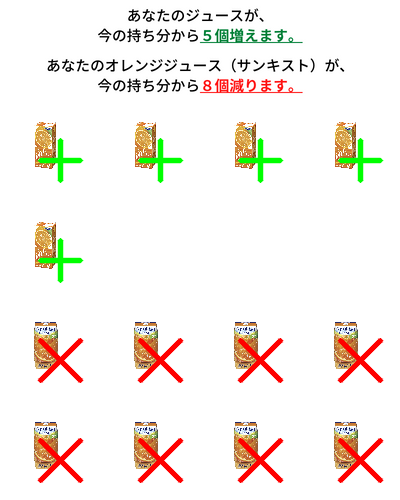 あなたのジュースが、
今の持ち分から５個増えます。
あなたのオレンジジュース（サンキスト）が、
今の持ち分から８個減ります。